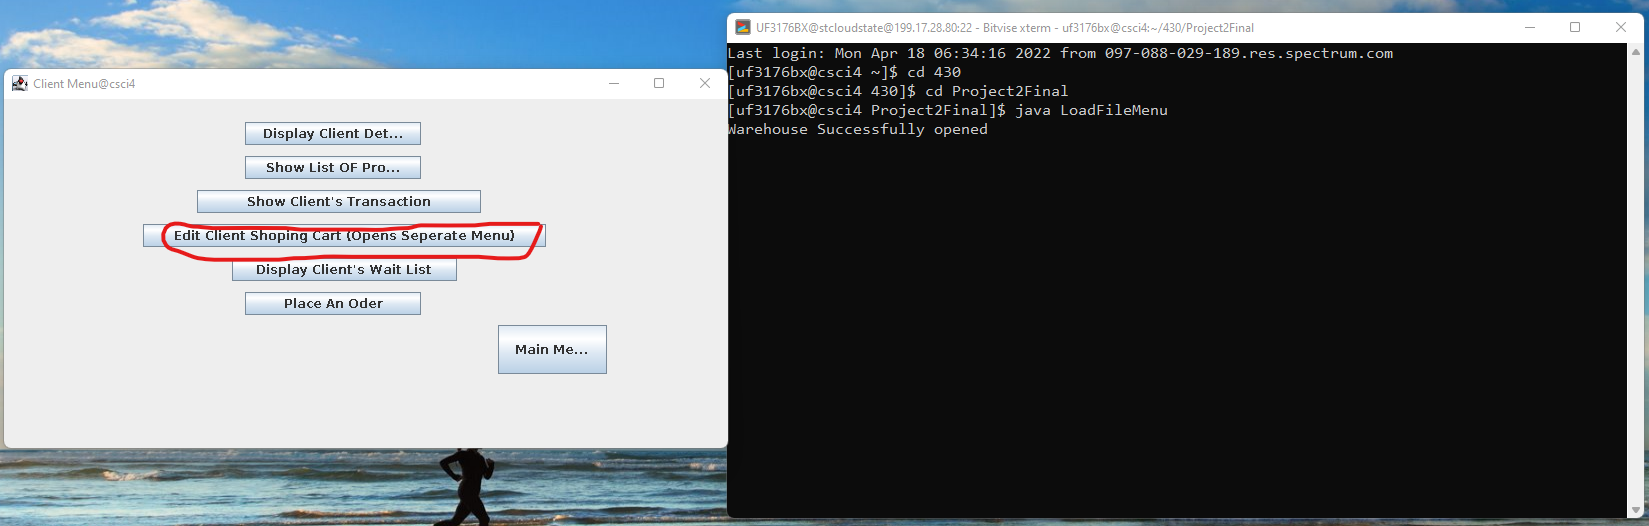 Client Menu@csci4
Display Client Det...
Show List OF Pro...
Show Client's Transaction
Edit Client Shoping Cart (Opens Seperate Menu)
Display Client's Wait List
Place An Oder
Main Me...
UF3176BX@stcloudstate@199.17.28.80:22 - Bitvise xterm - uf3176bx@csci4:~/430/Project2Final
Last login: Mon Apr 18 06:34:16 2022 from 097-088-029-189.res.spectrum.com
[uf3176bx@csci4 ~]$ cd 430
[uf3176bx@csci4 430]$ cd Project2Final
[uf3176bx@csci4 Project2Final]$ java LoadFileMenu
Warehouse Successfully opened